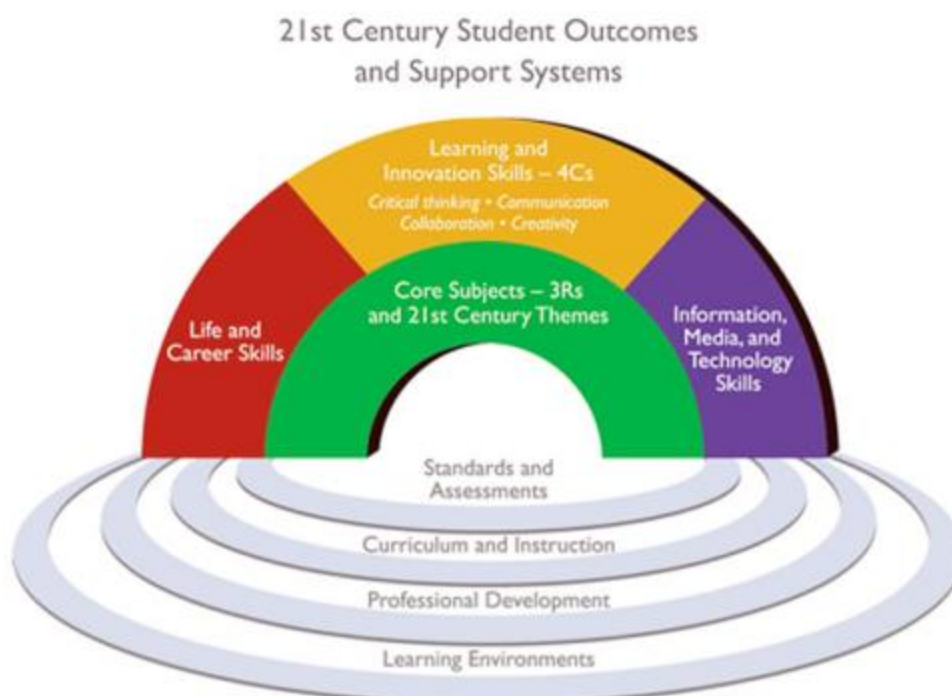 21st Century Student Outcomes
and Support Systems
Learning and
Innovation Skills – 4Cs
Critical thinking • Communication
Collaboration • Creativity
Core Subjects – 3Rs
and 21st Century Themes
Life and
Career Skills
Information,
Media, and
Technology
Skills
Standards and
Assessments
Curriculum and Instruction
Professional Development
Learning Environments